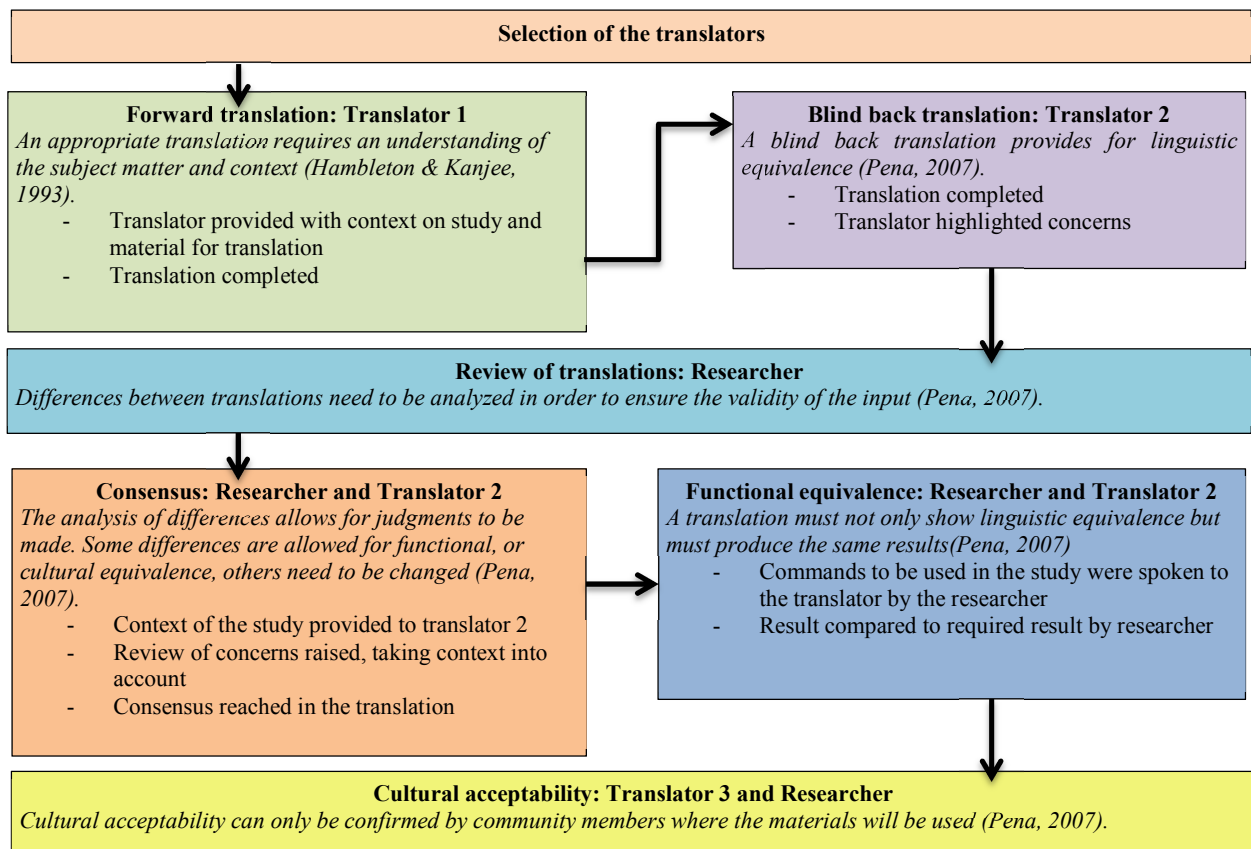 Selection of the translators
Forward translation: Translator 1
An appropriate translation requires an understanding of
the subject matter and context (Hambleton & Kanjee,
1993).
- Translator provided with context on study and
material for translation
- Translation completed
Blind back translation: Translator 2
A blind back translation provides for linguistic
equivalence (Pena, 2007).
- Translation completed
- Translator highlighted concerns
Review of translations: Researcher
Differences between translations need to be analyzed in order to ensure the validity of the input (Pena, 2007).
Consensus: Researcher and Translator 2
The analysis of differences allows for judgments to be
made. Some differences are allowed for functional, or
cultural equivalence, others need to be changed (Pena,
2007).
- Context of the study provided to translator 2
- Review of concerns raised, taking context into
account
- Consensus reached in the translation
Functional equivalence: Researcher and Translator 2
A translation must not only show linguistic equivalence but
must produce the same results(Pena, 2007)
- Commands to be used in the study were spoken to
the translator by the researcher
- Result compared to required result by researcher
Cultural acceptability: Translator 3 and Researcher
Cultural acceptability can only be confirmed by community members where the materials will be used (Pena, 2007).